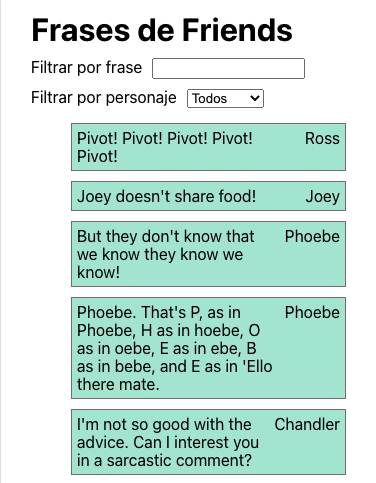 Frases de Friends
Filtrar por frase
Filtrar por personaje Todos
Pivot! Pivot! Pivot! Pivot! Ross
Pivot!
Joey doesn't share food! Joey
But they don't know that Phoebe
we know they know we
know!
Phoebe. That's P, as in Phoebe
Phoebe, H as in hoebe, O
as in oebe, E as in ebe, B
as in bebe, and E as in 'Ello
there mate.
I'm not so good with the Chandler
advice. Can I interest you
in a sarcastic comment?